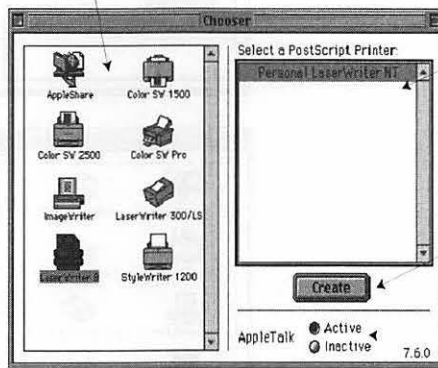 Chooser
Select a PostScript Printer:
AppleShare
Color SW 1500
Personal LaserWriter NT
Color SW 2500
Color SW Pro
ImageWriter
LaserWriter 300/LS
LaserWriter 8
StyleWriter 1200
Create
AppleTalk
Active
Inactive
7.6.0